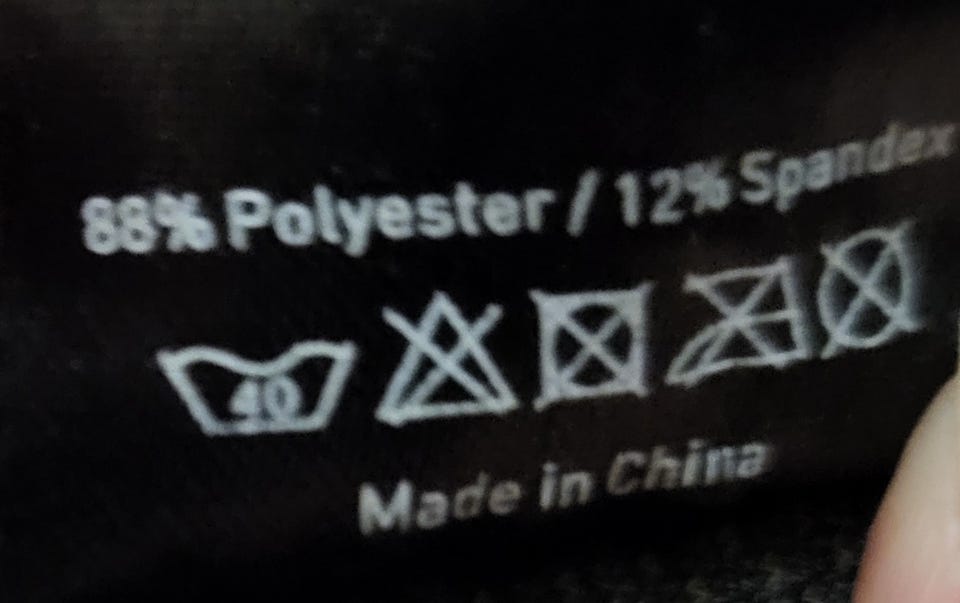 88% Polyester / 12% Spandex
40
Made in China